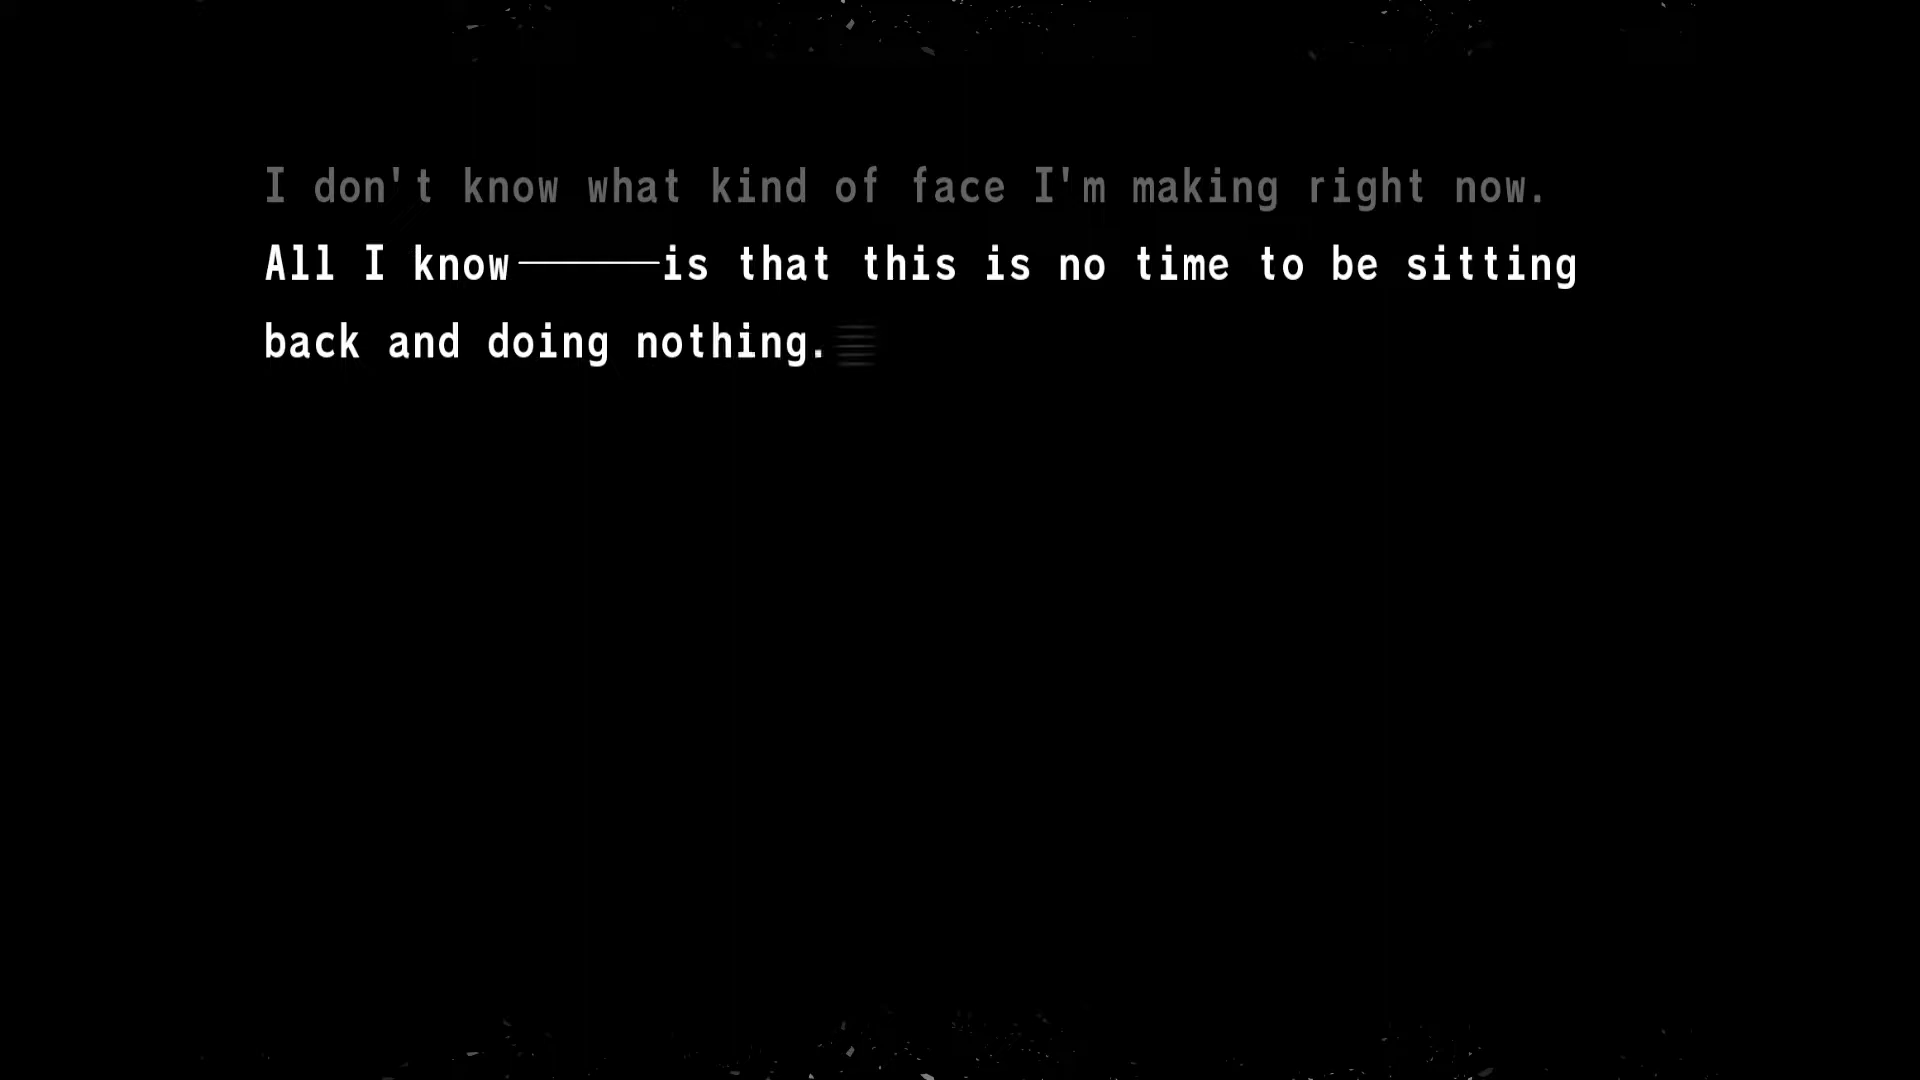 I don't know what kind of face I'm making right now.
All I know———is that this is no time to be sitting
back and doing nothing.